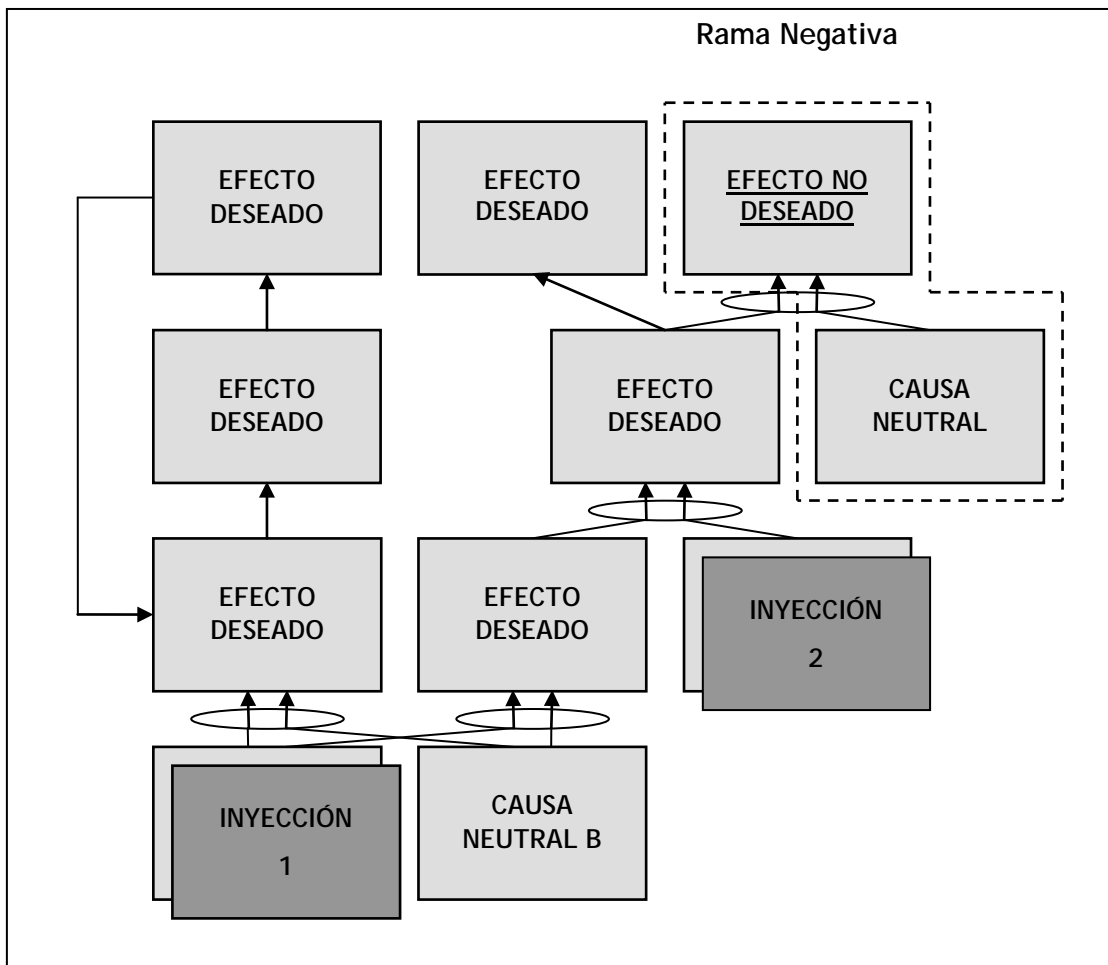 Rama Negativa
EFECTO
DESEADO
EFECTO
DESEADO
EFECTO NO
DESEADO
EFECTO
DESEADO
EFECTO
DESEADO
CAUSA
NEUTRAL
EFECTO
DESEADO
EFECTO
DESEADO
INYECCIÓN
2
INYECCIÓN
1
CAUSA
NEUTRAL B